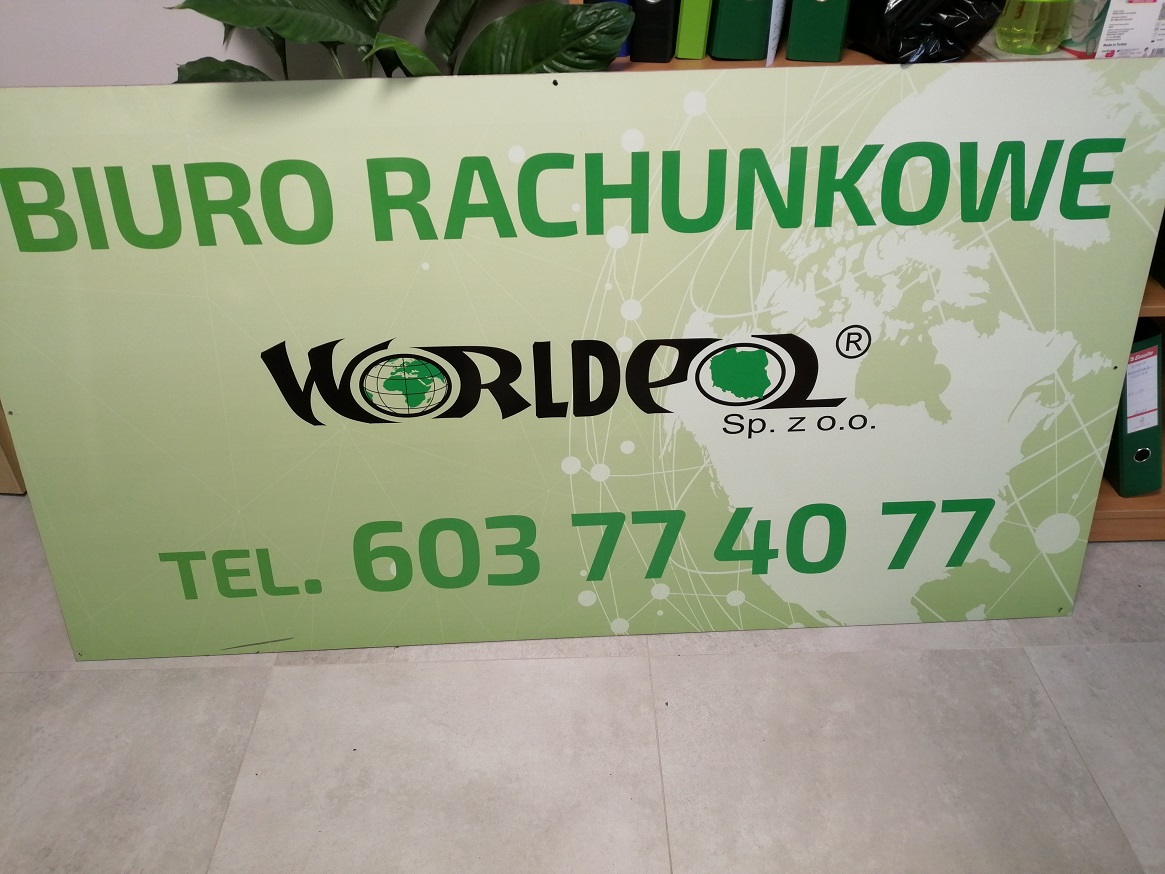 BIURO RACHUNKOWE
WORLDPOL ®
Sp. z o.o.
TEL. 603 77 40 77